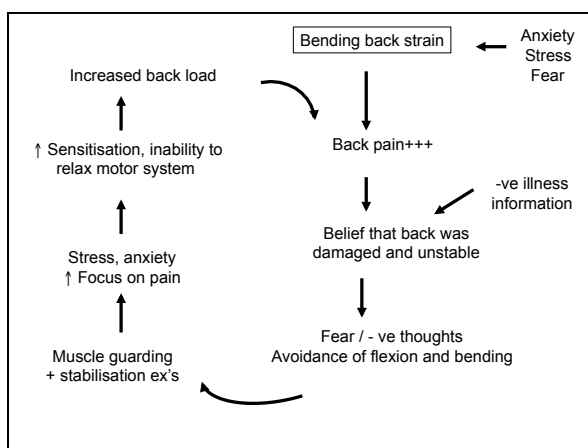 Bending back strain
Anxiety
Stress
Fear
Increased back load
Back pain+++
↑ Sensitisation, inability to
relax motor system
-ve illness
information
Belief that back was
damaged and unstable
Stress, anxiety
↑ Focus on pain
Fear / - ve thoughts
Avoidance of flexion and bending
Muscle guarding
+ stabilisation ex's